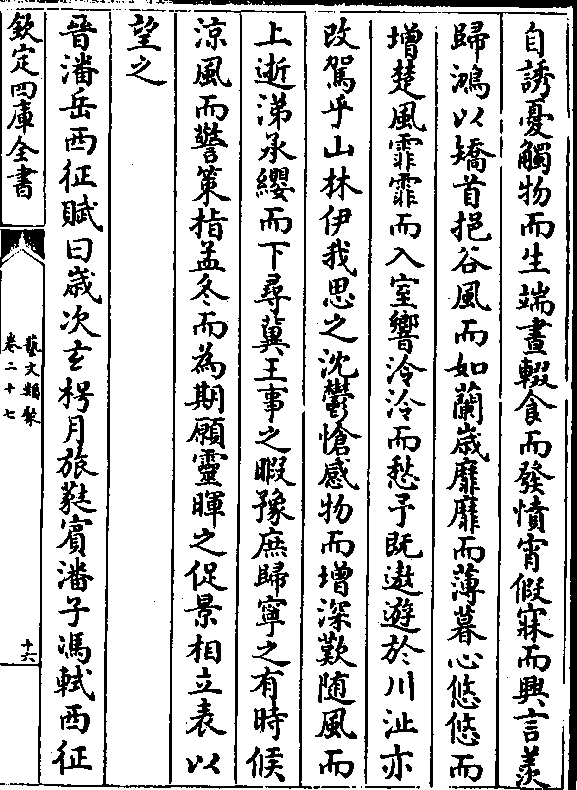 自誘憂觸物而生端晝輟食而發憤宵假寐而興言羨
歸鴻以矯首挹谷風而如蘭歲靡靡而薄暮心悠悠而
增楚風霏霏而入室響泠泠而愁予既遨遊於川沚亦
改駕乎山林伊我思之沈鬱愴感物而增深歎随風而
上逝涕承纓而下尋冀王事之暇豫庶歸寧之有時候
涼風而警策指孟冬而為期願靈暉之促景相立表以
望之
晉潘岳西征賦曰歲次玄枵月旅蕤賓潘子馮軾西征
欽定四庫全書
藝文類聚
卷二十七
十六